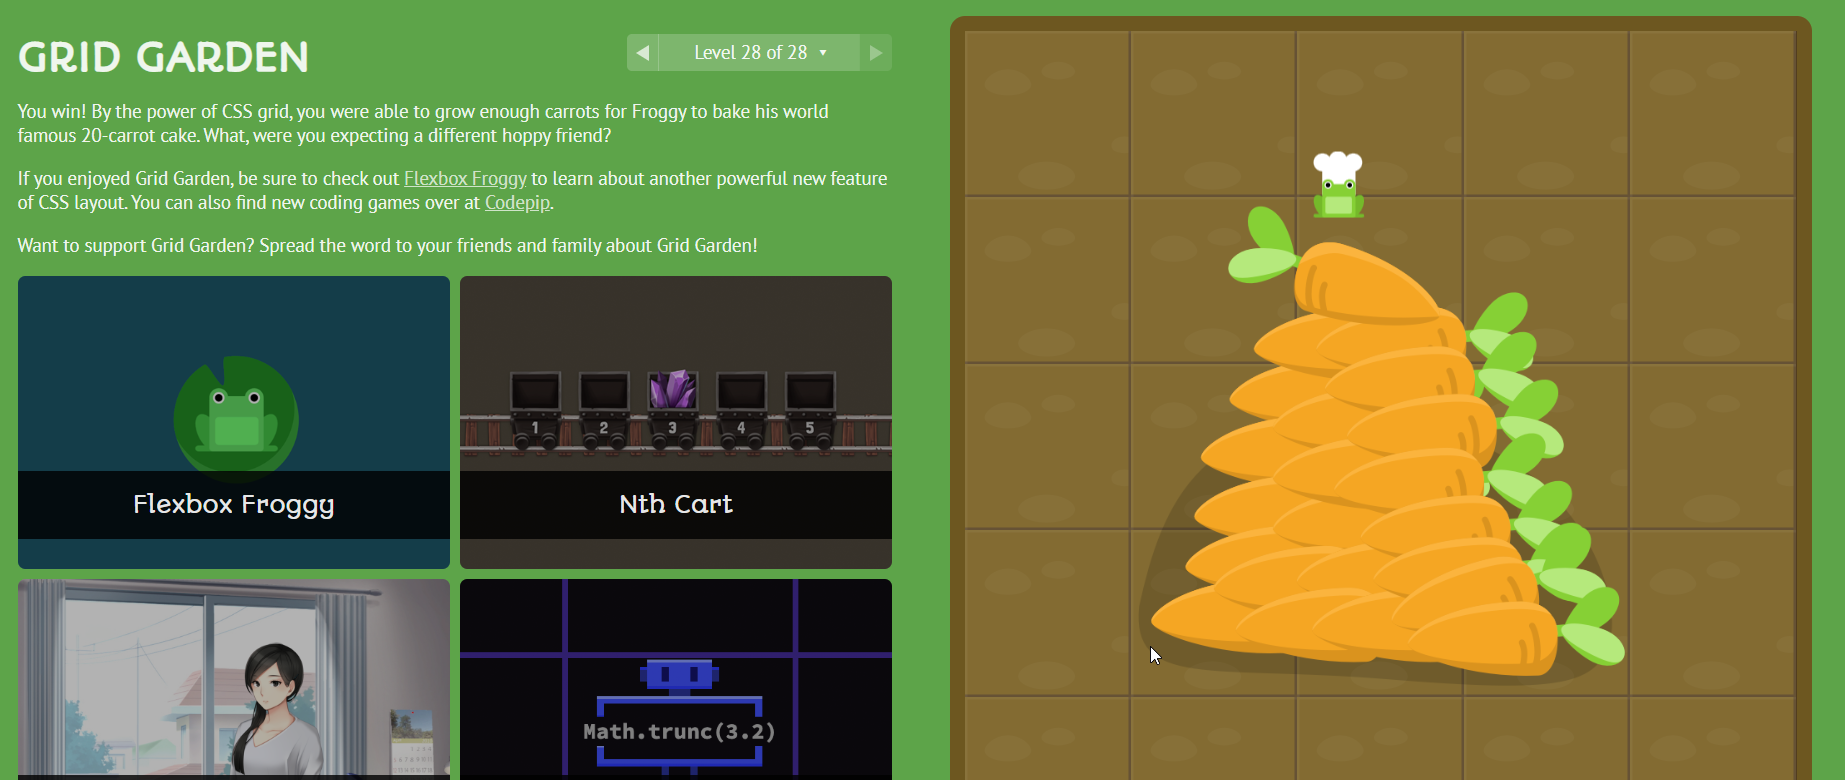 GRID GARDEN
Level 28 of 28
You win! By the power of CSS grid, you were able to grow enough carrots for Froggy to bake his world
famous 20-carrot cake. What, were you expecting a different hoppy friend?
If you enjoyed Grid Garden, be sure to check out Flexbox Froggy to learn about another powerful new feature
of CSS layout. You can also find new coding games over at Codepip.
Want to support Grid Garden? Spread the word to your friends and family about Grid Garden!
1 2 3 4 5
Flexbox Froggy
Nth Cart
Math.trunc(3.2)